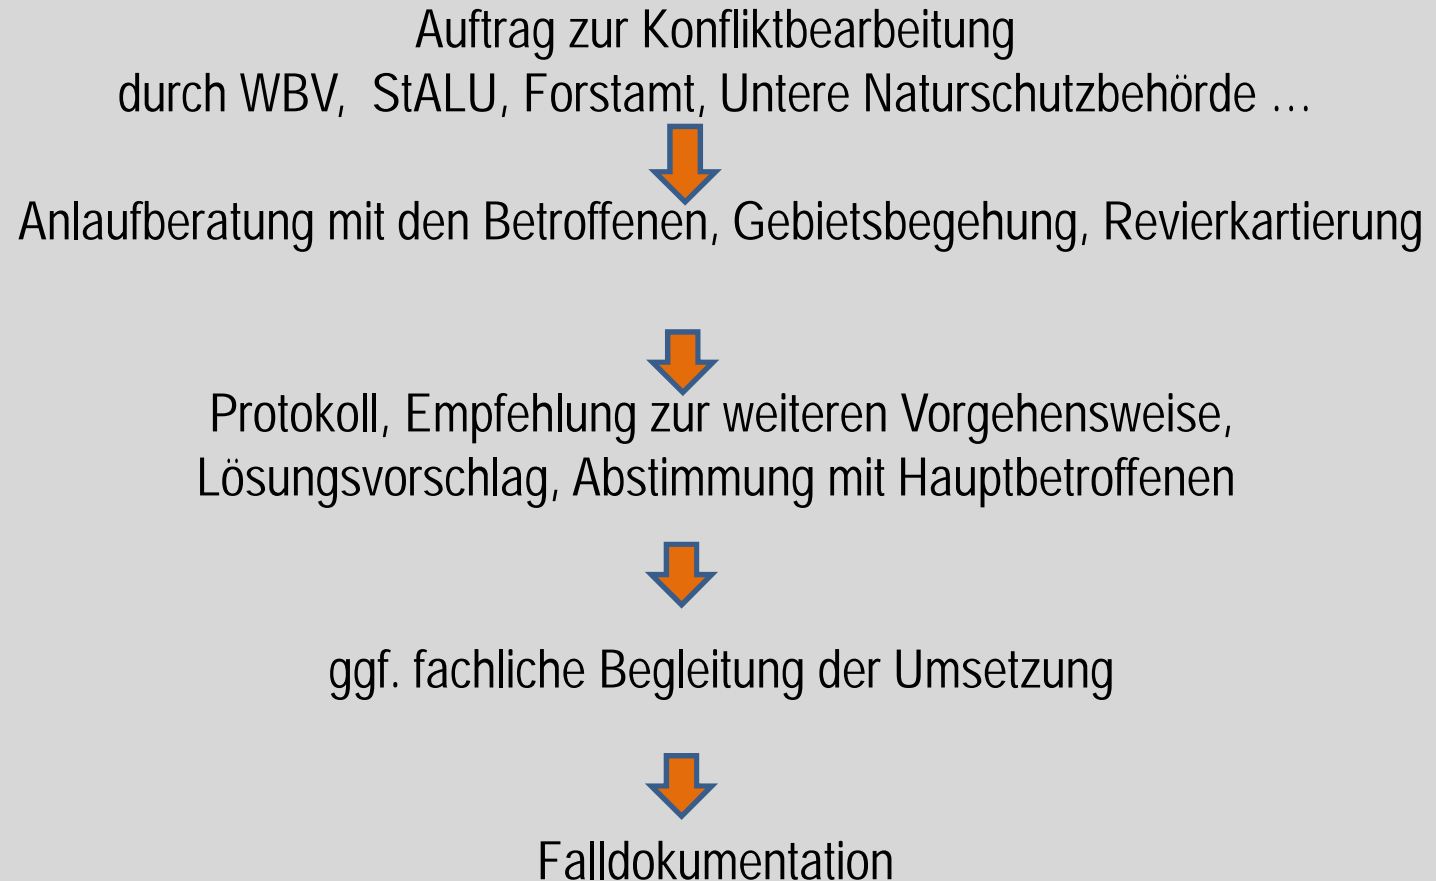 Auftrag zur Konfliktbearbeitung
durch WBV, StALU, Forstamt, Untere Naturschutzbehörde ...
Anlaufberatung mit den Betroffenen, Gebietsbegehung, Revierkartierung
Protokoll, Empfehlung zur weiteren Vorgehensweise,
Lösungsvorschlag, Abstimmung mit Hauptbetroffenen
ggf. fachliche Begleitung der Umsetzung
Falldokumentation